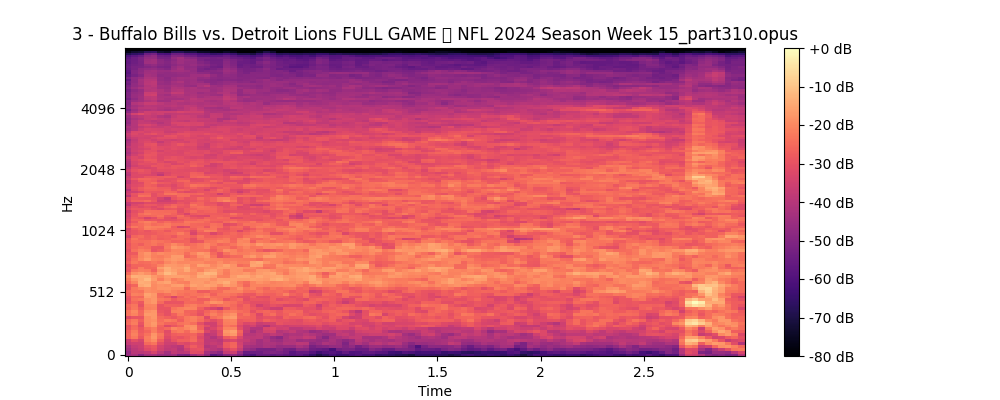 3 - Buffalo Bills vs. Detroit Lions FULL GAME ▯ NFL 2024 Season Week 15_part310.opus
+0 dB
-10 dB
-20 dB
-30 dB
-40 dB
-50 dB
-60 dB
-70 dB
-80 dB
4096
2048
1024
512
0
Hz
0
0.5
1
1.5
2
2.5
Time